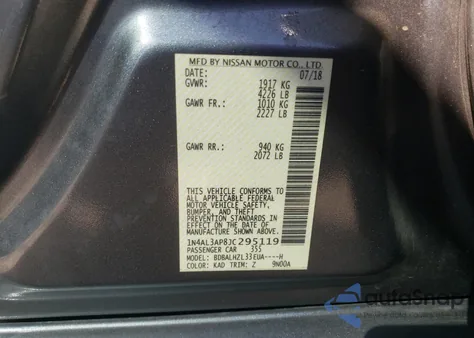 MFD BY NISSAN MOTOR CO., LTD.
DATE: 07/18
GVWR: 1917 KG
4226 LB
GAWR FR.: 1010 KG
2227 LB
GAWR RR.: 940 KG
2072 LB
THIS VEHICLE CONFORMS TO
ALL APPLICABLE FEDERAL
MOTOR VEHICLE SAFETY,
BUMPER, AND THEFT
PREVENTION STANDARDS
IN EFFECT ON THE DATE OF
MANUFACTURE SHOWN ABOVE.
1N4AL3AP8JC295119
PASSENGER CAR 355
MODEL: BDBALHZL33EUA----H
COLOR: KAD TRIM: Z 9N00A
autoSnap